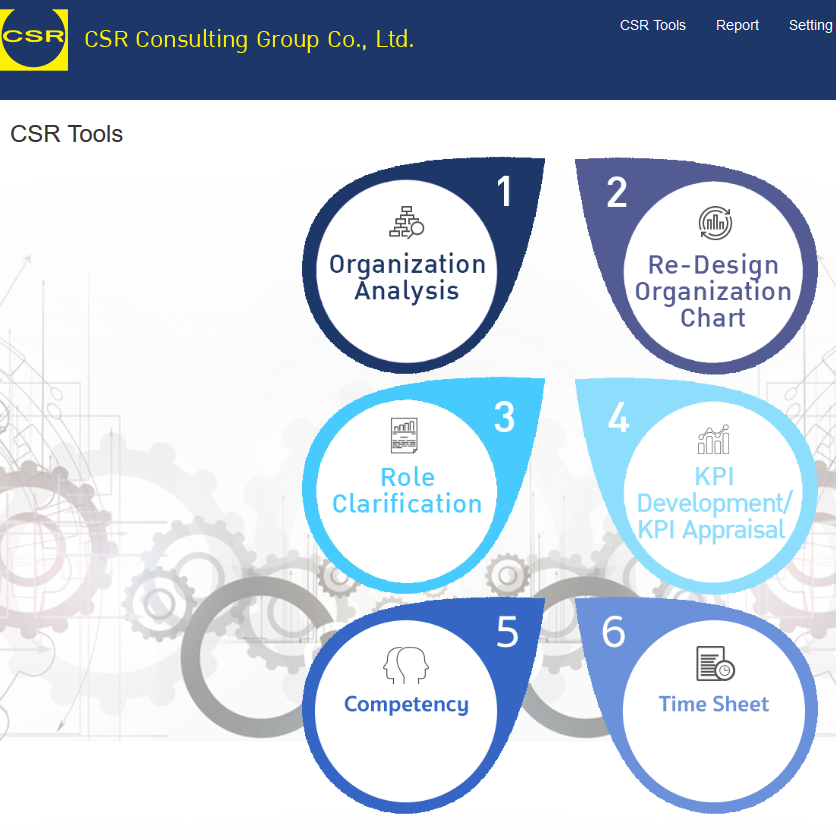 CSR
CSR Consulting Group Co., Ltd.
CSR Tools
Report
Setting
CSR Tools
1
Organization
Analysis
2
Re-Design
Organization
Chart
3
Role
Clarification
4
KPI
Development/
KPI Appraisal
5
Competency
6
Time Sheet